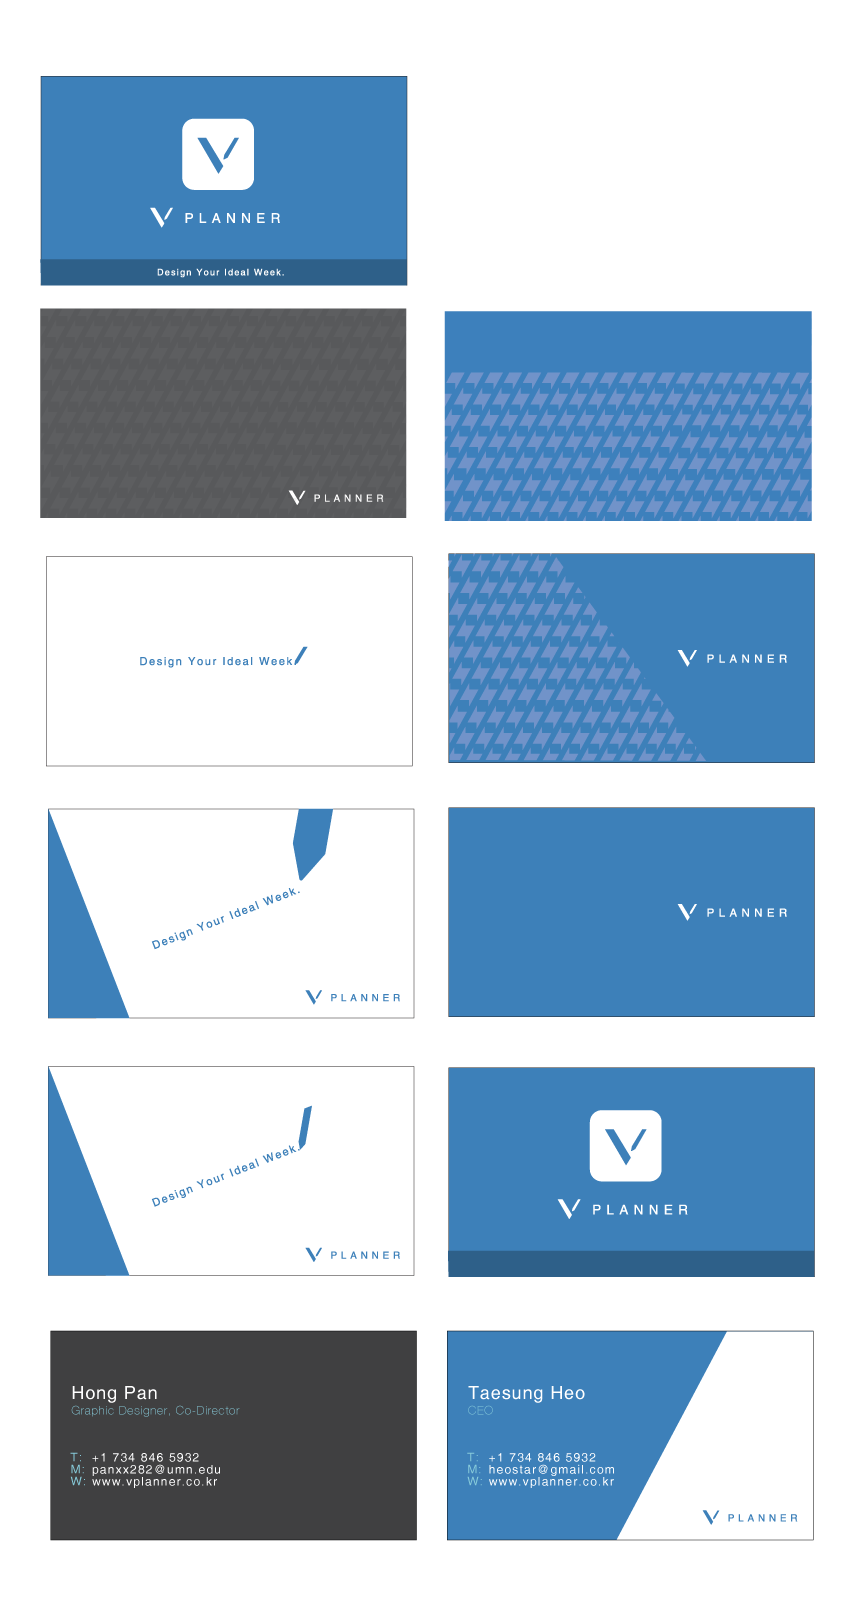 V PLANNER
Design Your Ideal Week.
V PLANNER
Design Your Ideal Week
V PLANNER
Design Your Ideal Week.
V PLANNER
V PLANNER
Design Your Ideal Week.
V PLANNER
V PLANNER
Hong Pan
Graphic Designer, Co-Director
T: +1 734 846 5932
M: panxx282@umn.edu
W: www.vplanner.co.kr
Taesung Heo
CEO
T: +1 734 846 5932
M: heostar@gmail.com
W: www.vplanner.co.kr
V PLANNER